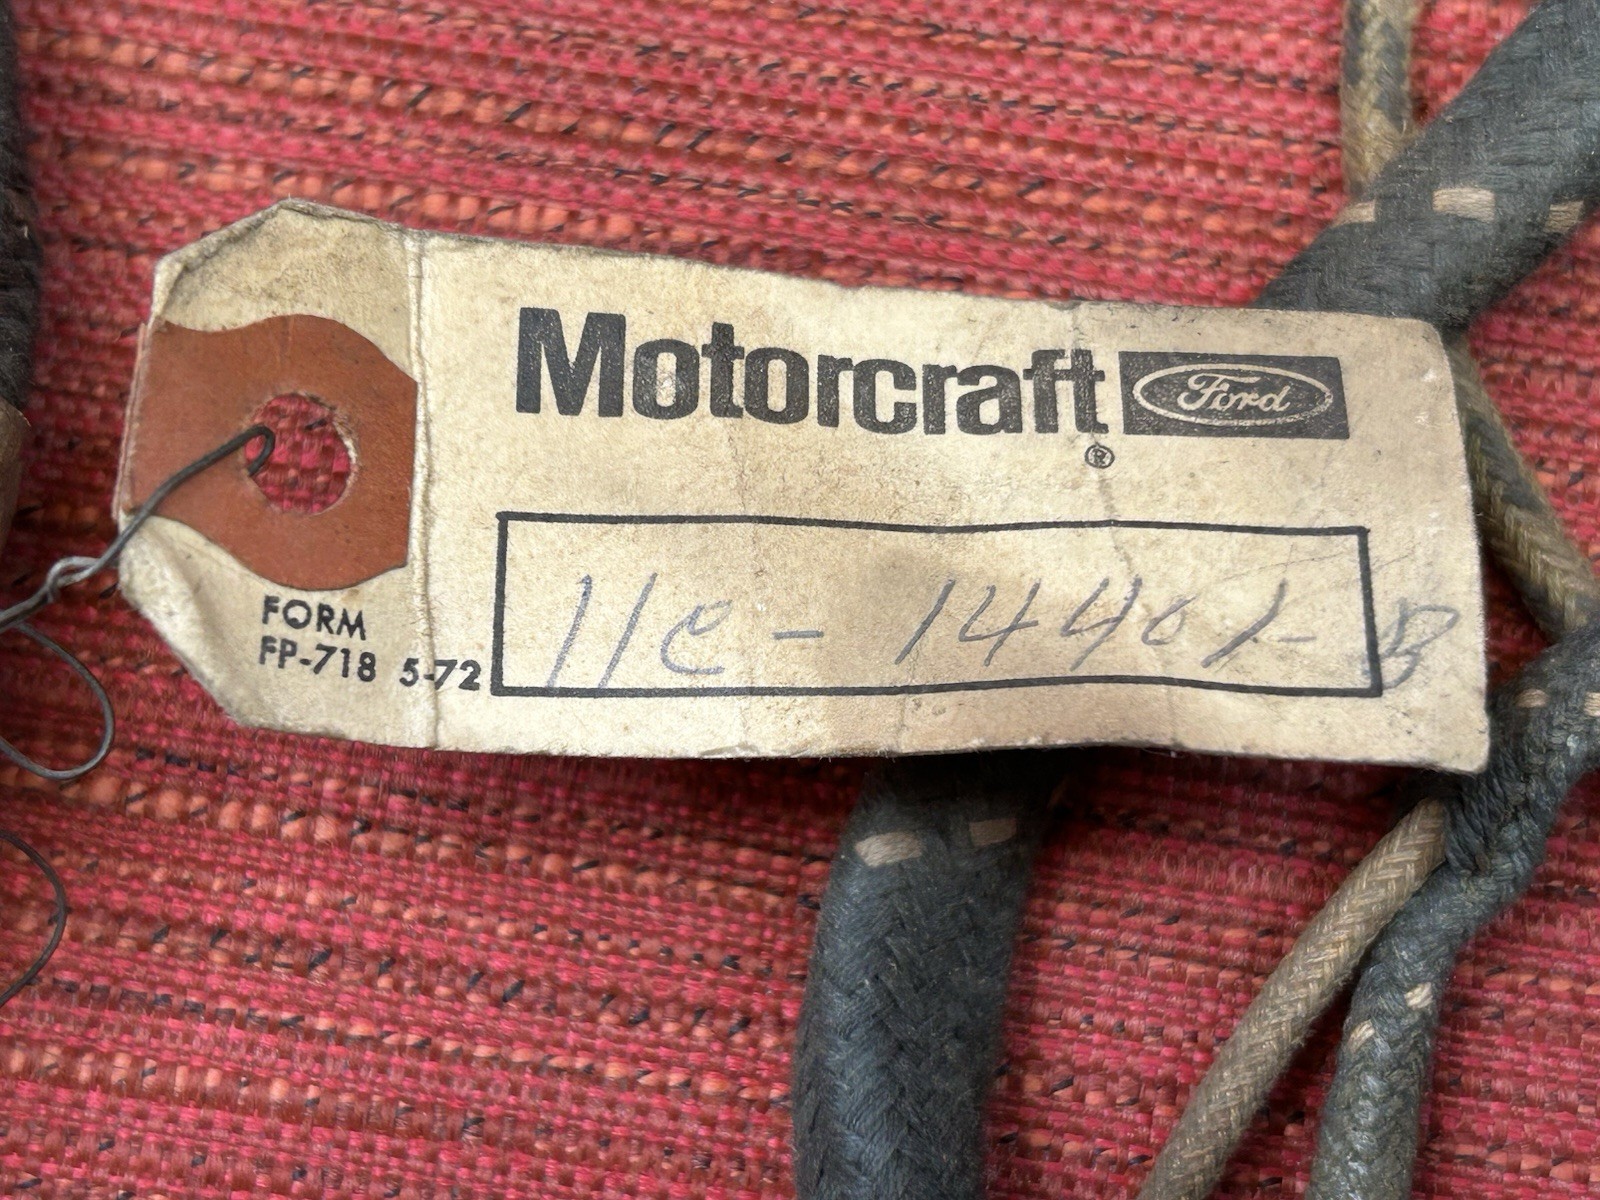 Motorcraft Ford
®
11C - 14401-B
FORM
FP-718 5-72